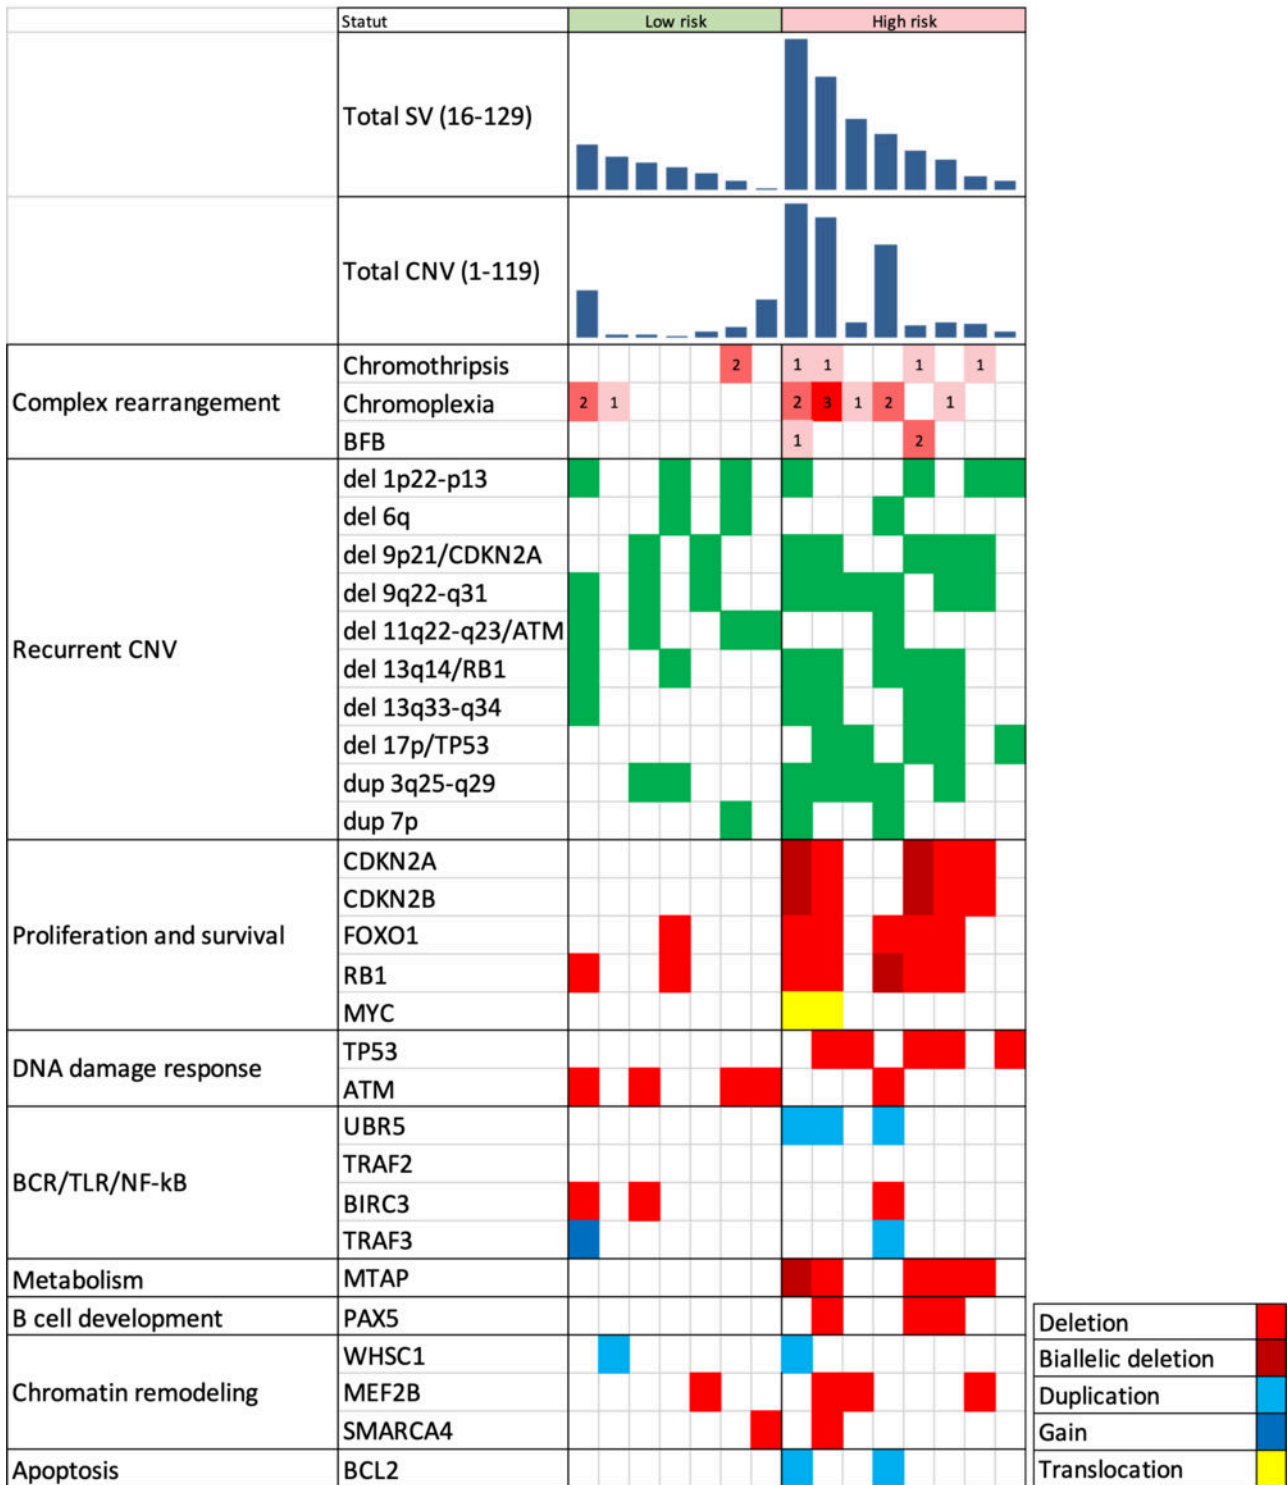 Statut Low risk High risk
Total SV (16-129)
Total CNV (1-119)
Complex rearrangement
Chromothripsis 2 1 1 1 1
Chromoplexia 2 1 2 3 1 2 1
BFB 1 2
Recurrent CNV
del 1p22-p13
del 6q
del 9p21/CDKN2A
del 9q22-q31
del 11q22-q23/ATM
del 13q14/RB1
del 13q33-q34
del 17p/TP53
dup 3q25-q29
dup 7p
Proliferation and survival
CDKN2A
CDKN2B
FOXO1
RB1
MYC
DNA damage response
TP53
ATM
BCR/TLR/NF-kB
UBR5
TRAF2
BIRC3
TRAF3
Metabolism MTAP
B cell development PAX5
Chromatin remodeling
WHSC1
MEF2B
SMARCA4
Apoptosis BCL2
Deletion
Biallelic deletion
Duplication
Gain
Translocation